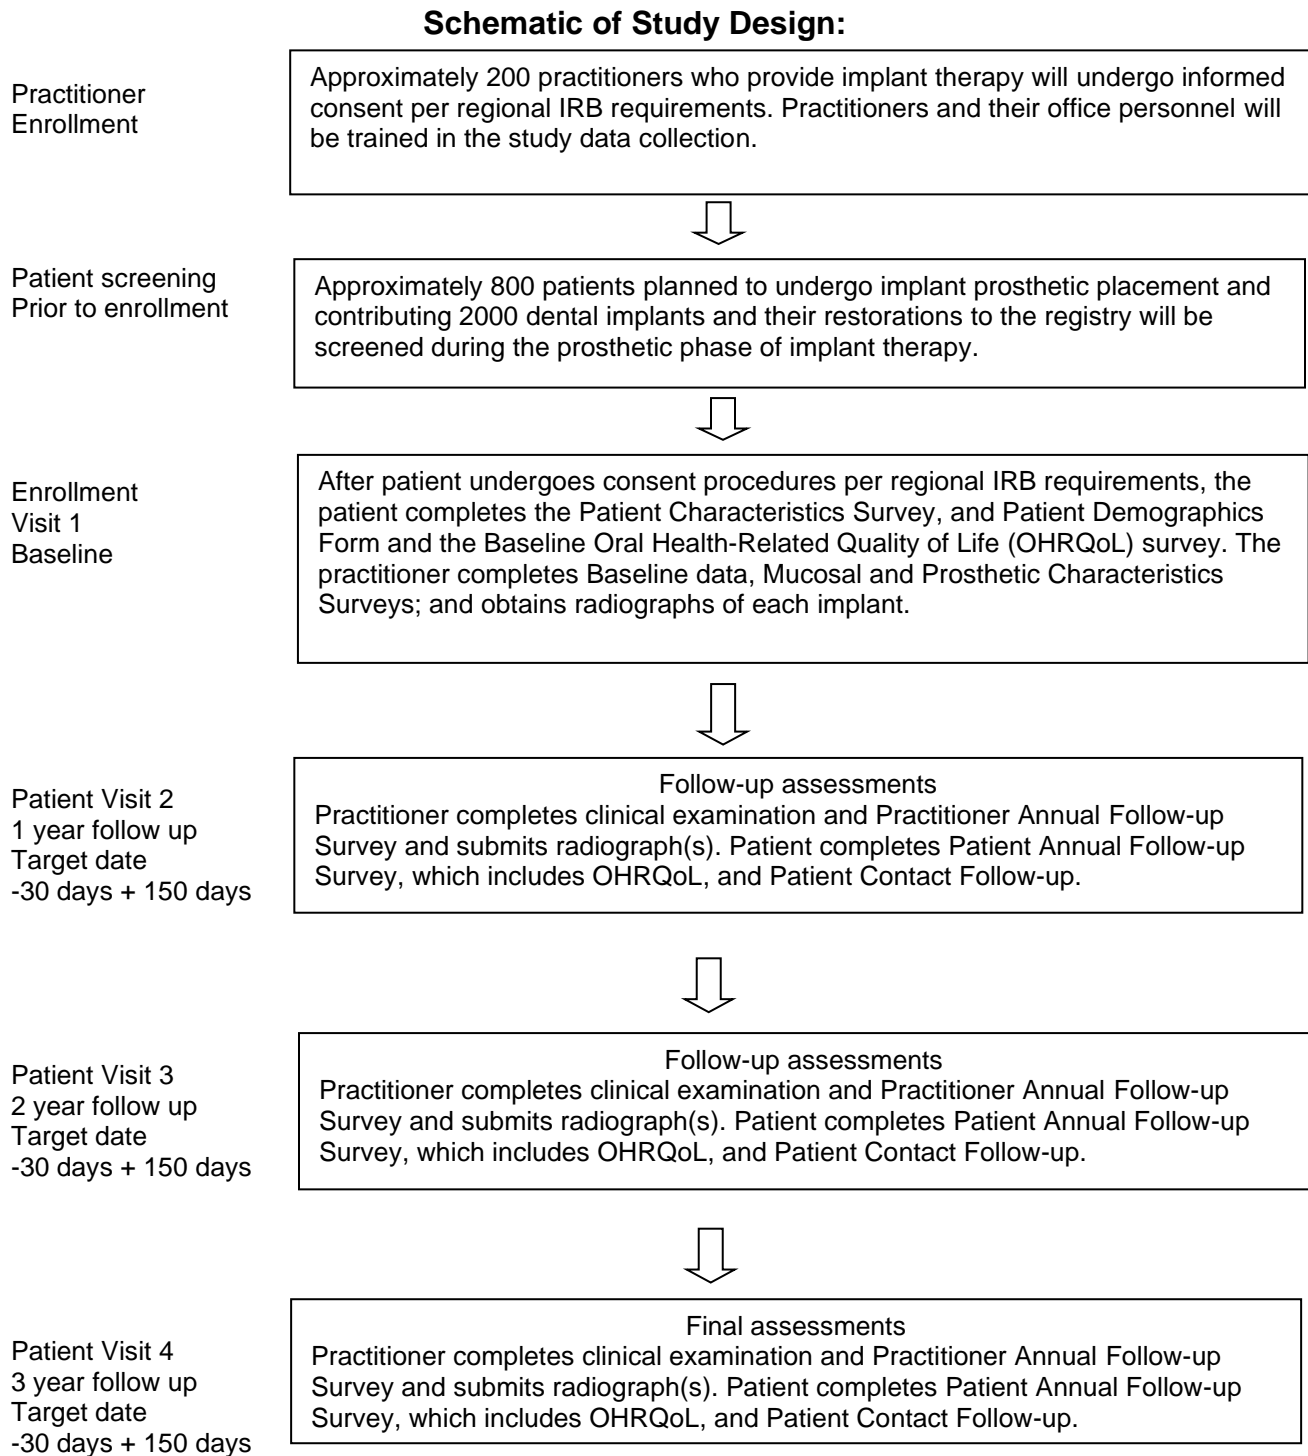 Schematic of Study Design:
Practitioner
Enrollment
Approximately 200 practitioners who provide implant therapy will undergo informed
consent per regional IRB requirements. Practitioners and their office personnel will
be trained in the study data collection.
Patient screening
Prior to enrollment
Approximately 800 patients planned to undergo implant prosthetic placement and
contributing 2000 dental implants and their restorations to the registry will be
screened during the prosthetic phase of implant therapy.
Enrollment
Visit 1
Baseline
After patient undergoes consent procedures per regional IRB requirements, the
patient completes the Patient Characteristics Survey, and Patient Demographics
Form and the Baseline Oral Health-Related Quality of Life (OHRQoL) survey. The
practitioner completes Baseline data, Mucosal and Prosthetic Characteristics
Surveys; and obtains radiographs of each implant.
Patient Visit 2
1 year follow up
Target date
-30 days + 150 days
Follow-up assessments
Practitioner completes clinical examination and Practitioner Annual Follow-up
Survey and submits radiograph(s). Patient completes Patient Annual Follow-up
Survey, which includes OHRQoL, and Patient Contact Follow-up.
Patient Visit 3
2 year follow up
Target date
-30 days + 150 days
Follow-up assessments
Practitioner completes clinical examination and Practitioner Annual Follow-up
Survey and submits radiograph(s). Patient completes Patient Annual Follow-up
Survey, which includes OHRQoL, and Patient Contact Follow-up.
Patient Visit 4
3 year follow up
Target date
-30 days + 150 days
Final assessments
Practitioner completes clinical examination and Practitioner Annual Follow-up
Survey and submits radiograph(s). Patient completes Patient Annual Follow-up
Survey, which includes OHRQoL, and Patient Contact Follow-up.